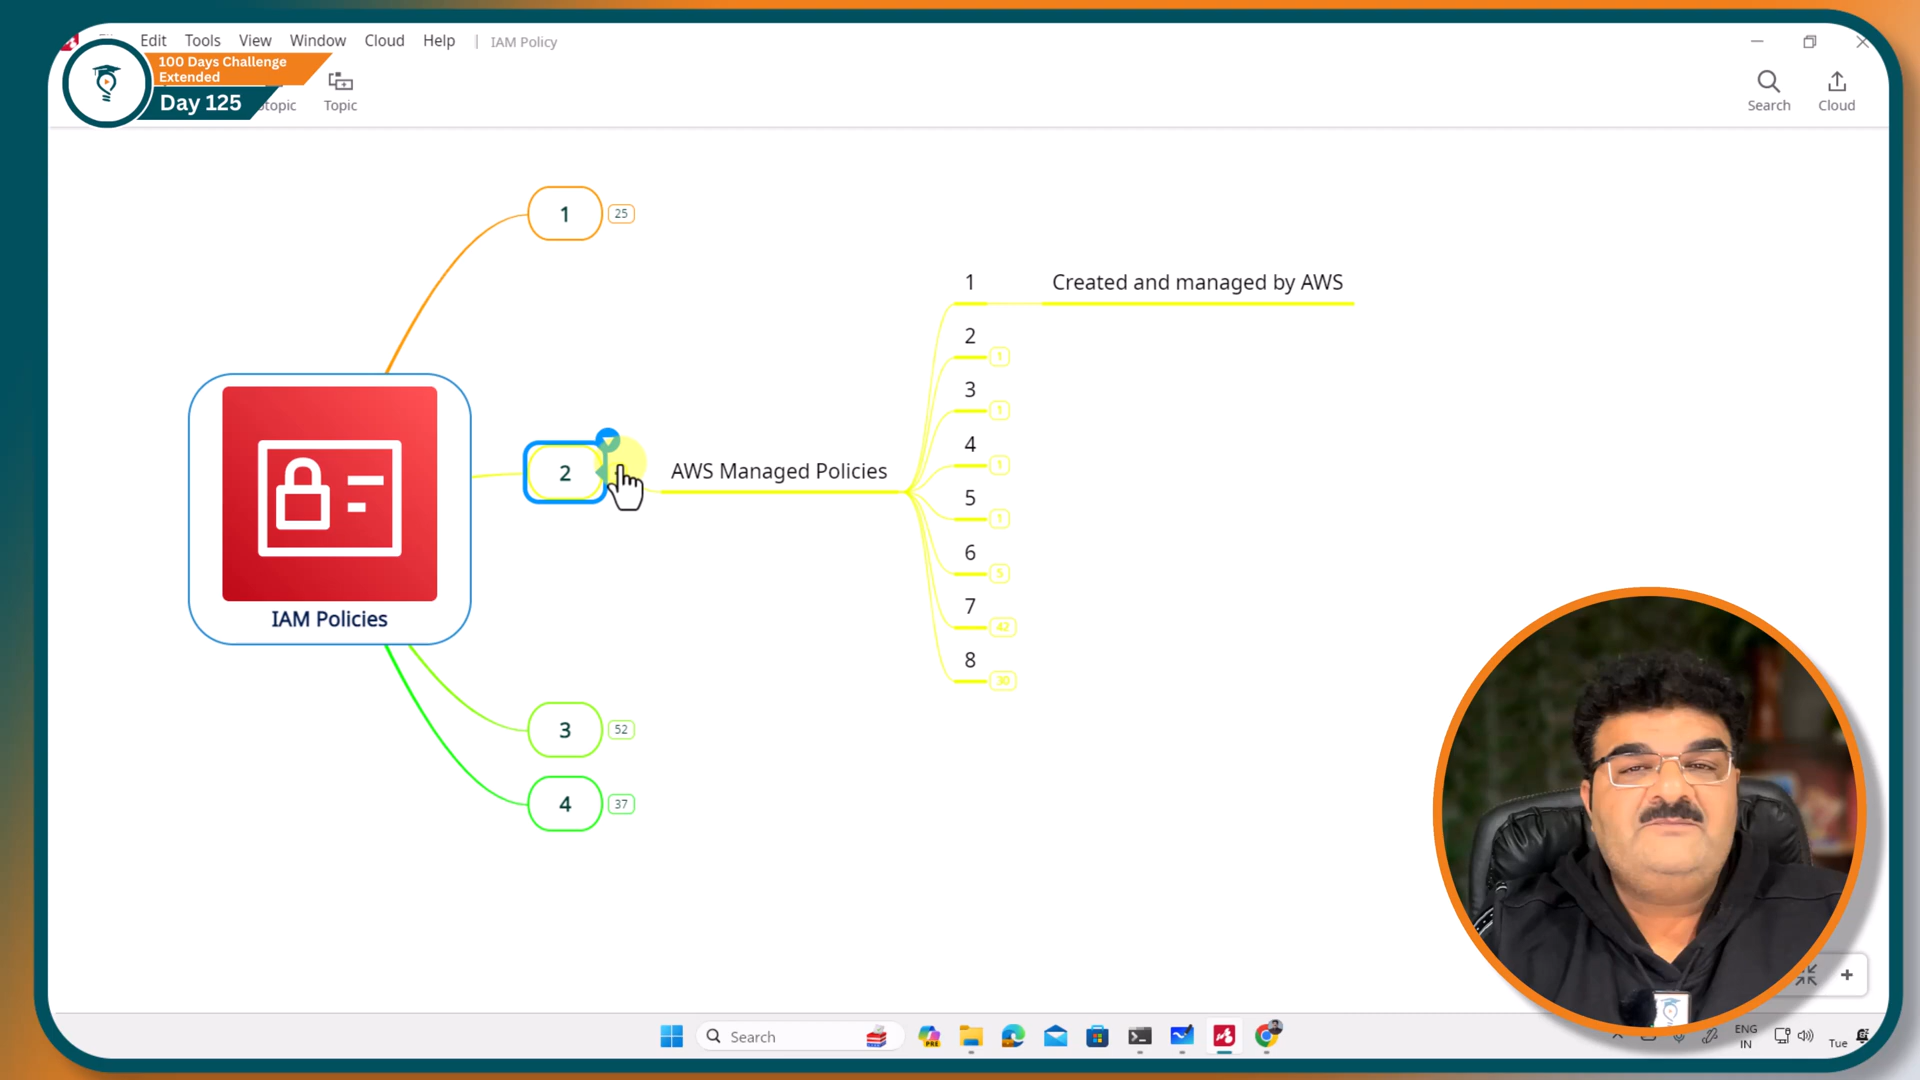 Edit Tools View Window Cloud Help | IAM Policy
100 Days Challenge
Extended
Day 125
Topic
Search
Cloud
1 25
1 Created and managed by AWS
2 1
3 1
4 1
2 AWS Managed Policies
5 1
6 5
7 42
8 30
IAM Policies
3 52
4 37
Search
PRE
ENG
IN
Tue